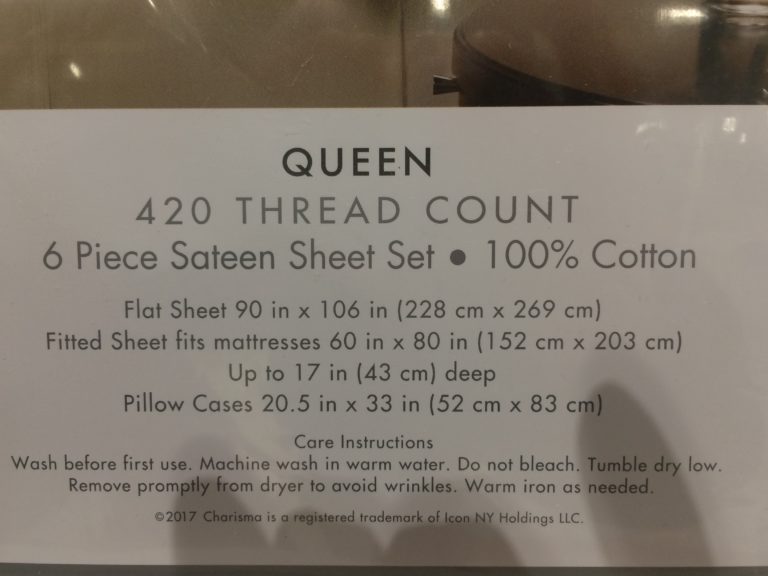 QUEEN
420 THREAD COUNT
6 Piece Sateen Sheet Set • 100% Cotton
Flat Sheet 90 in x 106 in (228 cm x 269 cm)
Fitted Sheet fits mattresses 60 in x 80 in (152 cm x 203 cm)
Up to 17 in (43 cm) deep
Pillow Cases 20.5 in x 33 in (52 cm x 83 cm)
Care Instructions
Wash before first use. Machine wash in warm water. Do not bleach. Tumble dry low.
Remove promptly from dryer to avoid wrinkles. Warm iron as needed.
©2017 Charisma is a registered trademark of Icon NY Holdings LLC.